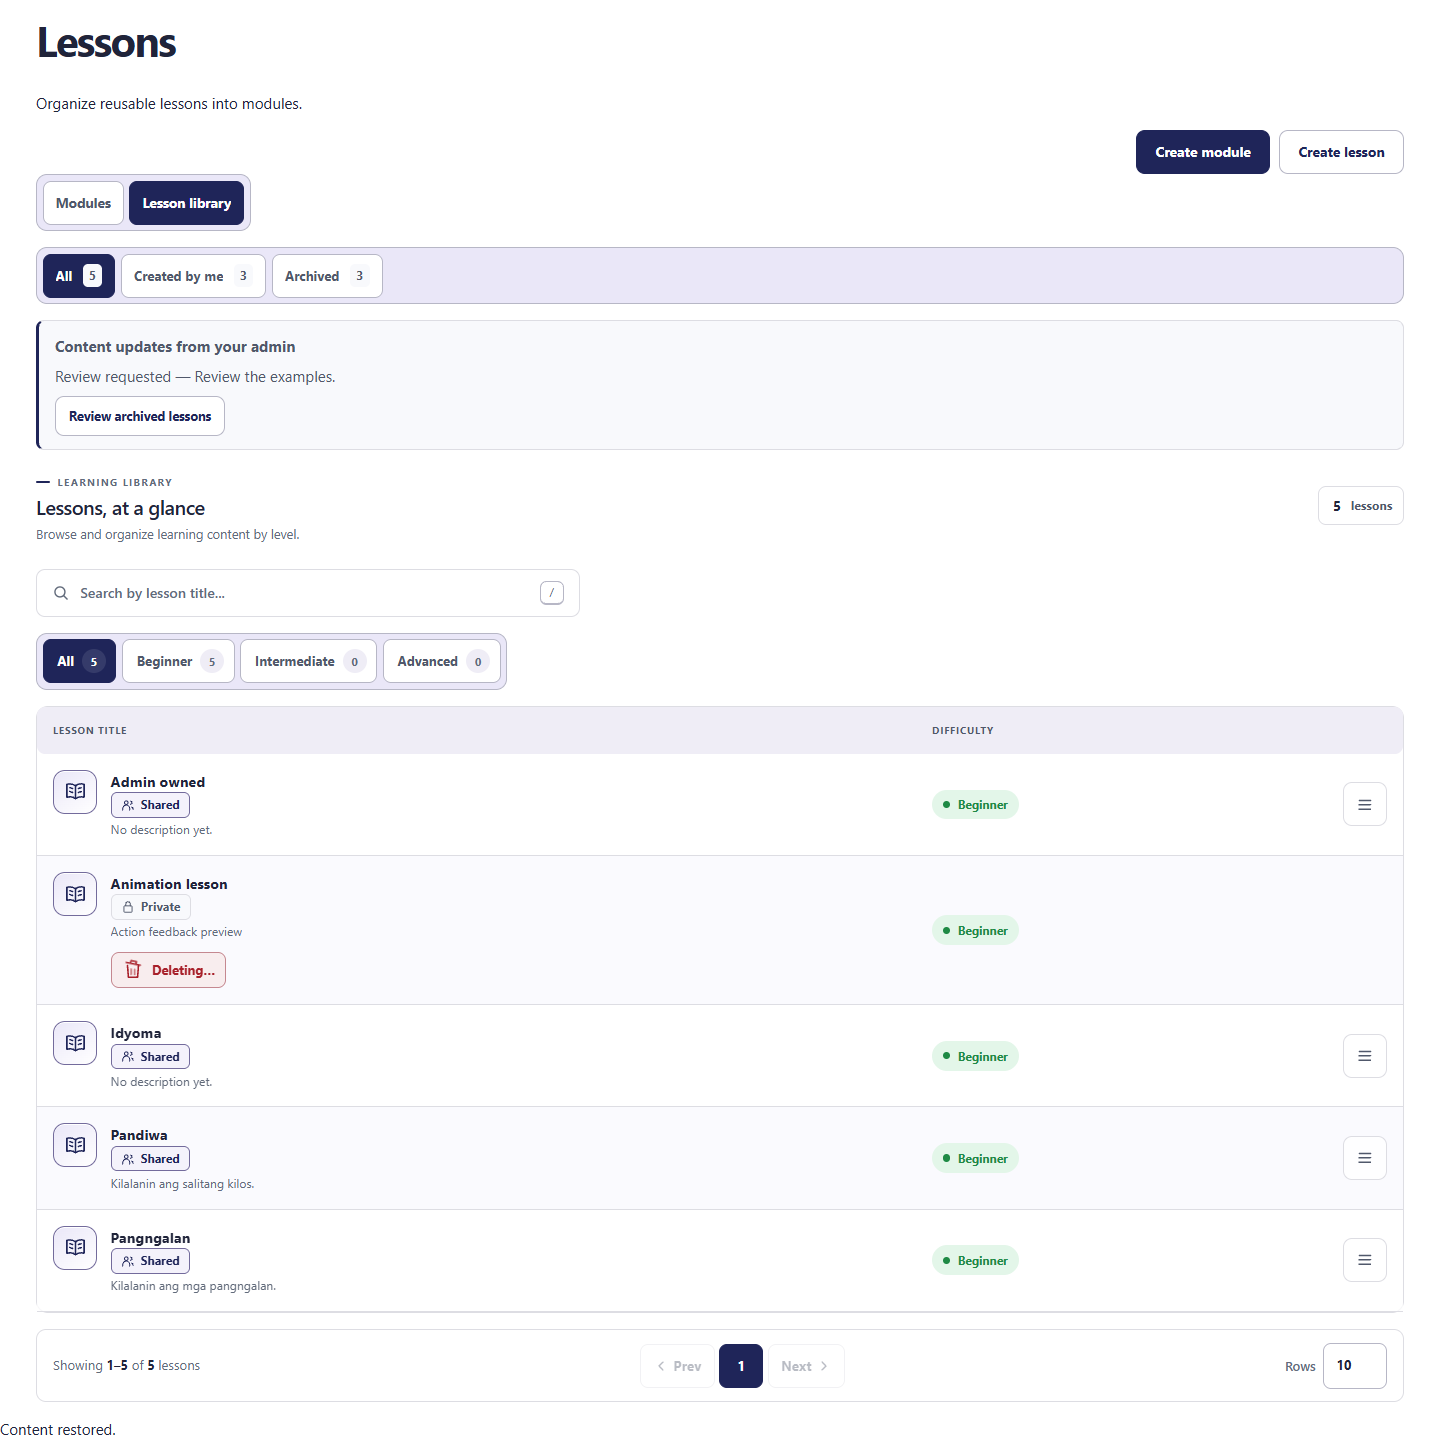 Lessons
Organize reusable lessons into modules.
Create module
Create lesson
Modules
Lesson library
All 5
Created by me 3
Archived 3
Content updates from your admin
Review requested — Review the examples.
Review archived lessons
LEARNING LIBRARY
Lessons, at a glance
Browse and organize learning content by level.
5 lessons
Search by lesson title...
/
All 5
Beginner 5
Intermediate 0
Advanced 0
LESSON TITLE
DIFFICULTY
Admin owned
Shared
No description yet.
Beginner
Animation lesson
Private
Action feedback preview
Deleting...
Beginner
Idyoma
Shared
No description yet.
Beginner
Pandiwa
Shared
Kilalanin ang salitang kilos.
Beginner
Pangngalan
Shared
Kilalanin ang mga pangngalan.
Beginner
Showing 1–5 of 5 lessons
Prev
1
Next
Rows
10
Content restored.